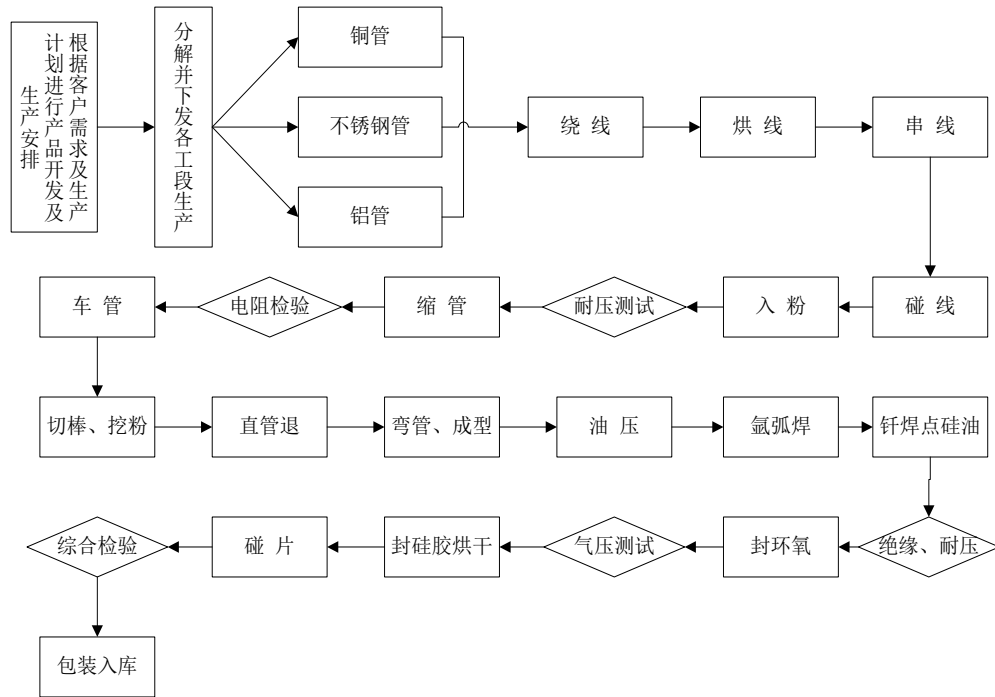 根据客户需求及生产
计划进行产品开发及
生产安排
分解并下发各工段生产
铜管
不锈钢管
铝管
绕 线
烘 线
串 线
车 管
电阻检验
缩 管
耐压测试
入 粉
碰 线
切棒、挖粉
直管退
弯管、成型
油 压
氩弧焊
钎焊点硅油
综合检验
碰 片
封硅胶烘干
气压测试
封环氧
绝缘、耐压
包装入库